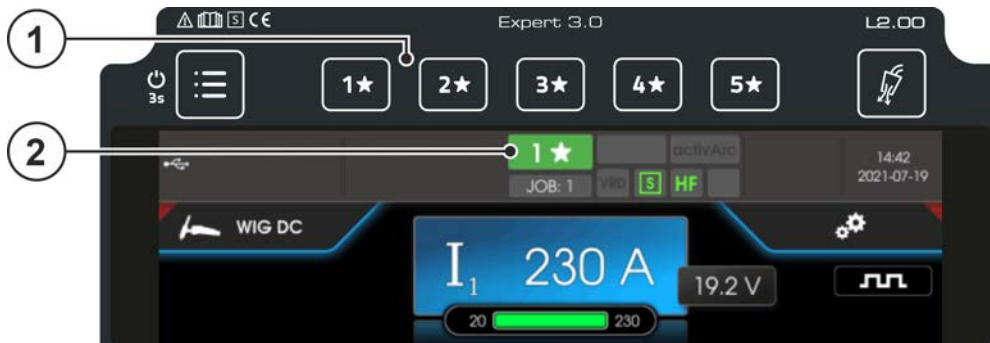 S CE Expert 3.0 L2.00
1
3s 1★ 2★ 3★ 4★ 5★
2
1★ activArc 14:42
JOB: 1 VRD S HF 2021-07-19
WIG DC
I1 230 A 19.2 V
20 230